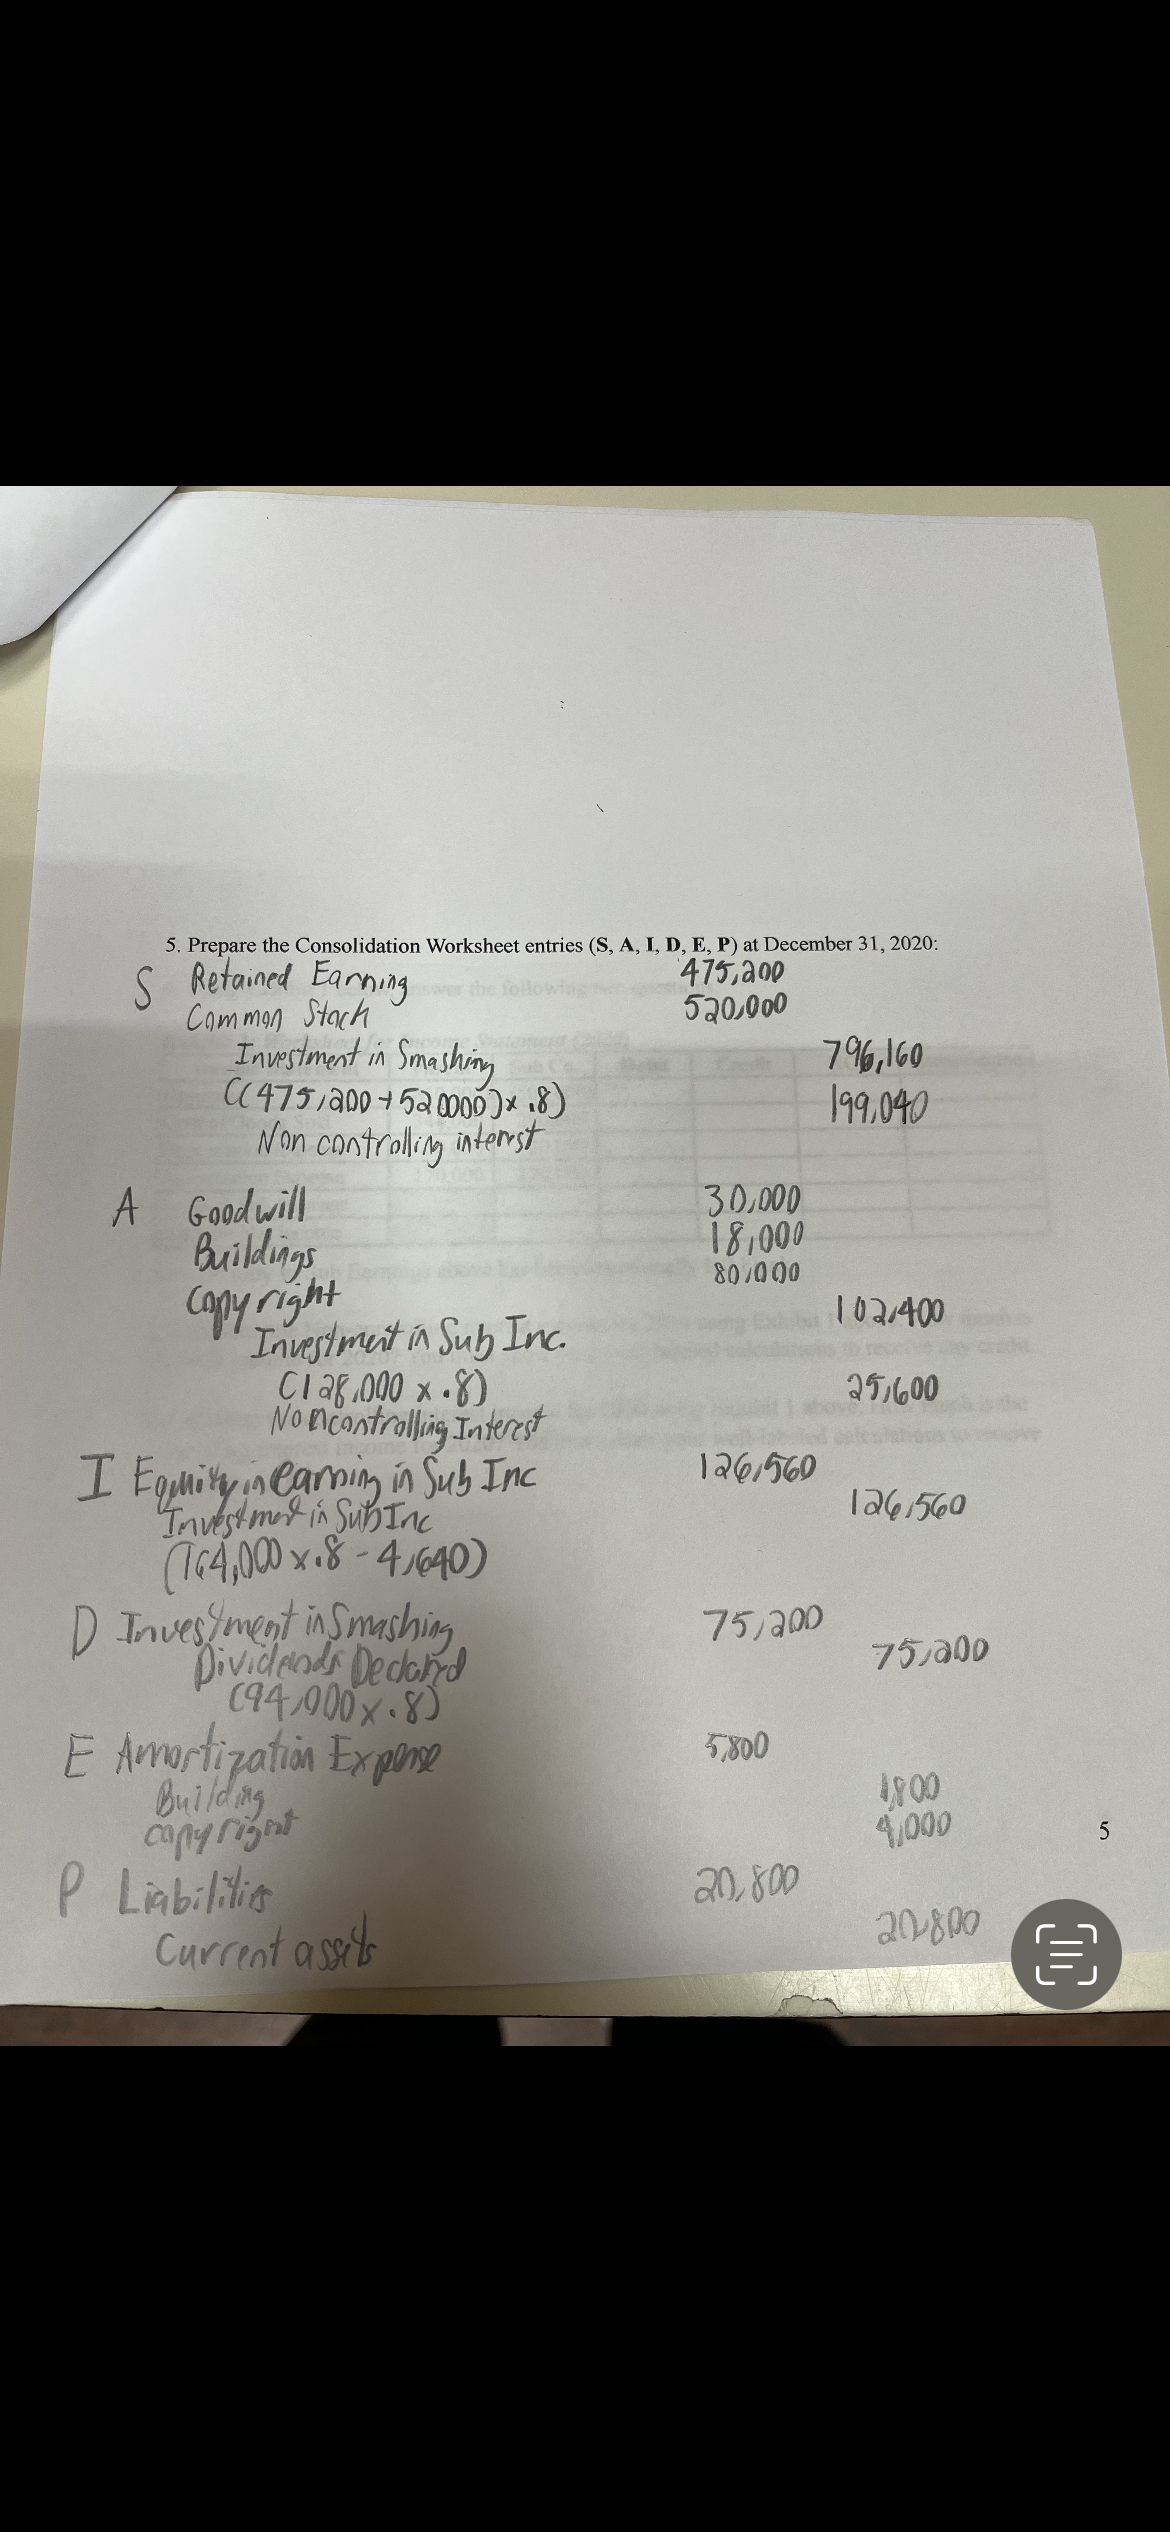 5. Prepare the Consolidation Worksheet entries (S, A, I, D, E, P) at December 31, 2020:
S Retained Earning 475,200
Common Stock 520,000
Investment in Smashing 796,160
((475,200 + 520000) x .8) 199,040
Non controlling interest
A Goodwill 30,000
Buildings 18,000
Copyright 80,000
Investment in Sub Inc. 102,400
(128,000 x .8) 25,600
Noncontrolling Interest
I Equity in earning in Sub Inc 126,560
Investment in Sub Inc 126,560
(164,000 x .8 - 4,640)
D Investment in Smashing 75,200
Dividends Declared 75,200
(94,000 x .8)
E Amortization Expense 5,800
Building 1,800
copyright 4,000
5
P Liabilities 20,800
Current assets 20,800